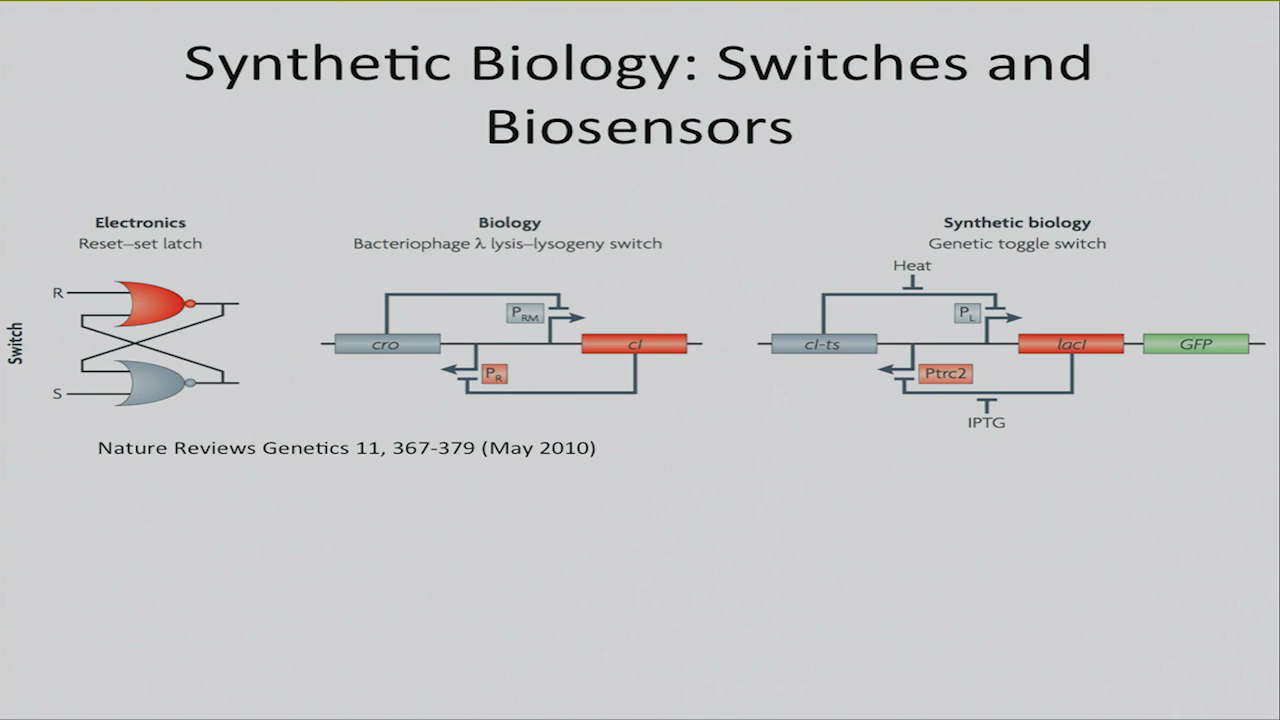 Synthetic Biology: Switches and
Biosensors
Electronics
Reset–set latch
Biology
Bacteriophage λ lysis–lysogeny switch
Synthetic biology
Genetic toggle switch
Switch
R
S
cro
PRM
PR
cI
Heat
cI-ts
PL
Ptrc2
lacI
GFP
IPTG
Nature Reviews Genetics 11, 367-379 (May 2010)